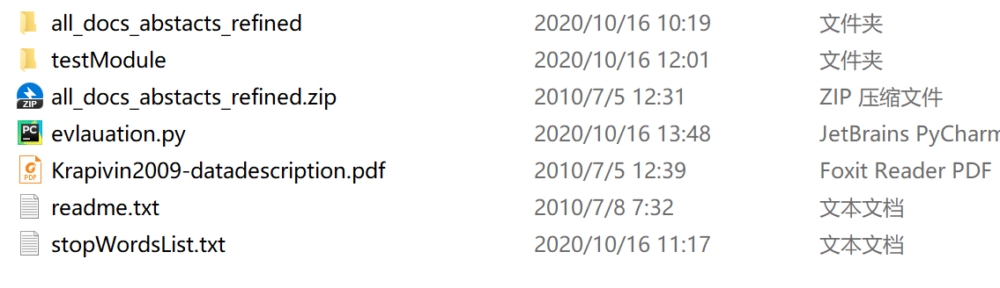 all_docs_abstacts_refined 2020/10/16 10:19 文件夹
testModule 2020/10/16 12:01 文件夹
ZIP all_docs_abstacts_refined.zip 2010/7/5 12:31 ZIP 压缩文件
PC evlauation.py 2020/10/16 13:48 JetBrains PyCharm
PDF Krapivin2009-datadescription.pdf 2010/7/5 12:39 Foxit Reader PDF
readme.txt 2010/7/8 7:32 文本文档
stopWordsList.txt 2020/10/16 11:17 文本文档